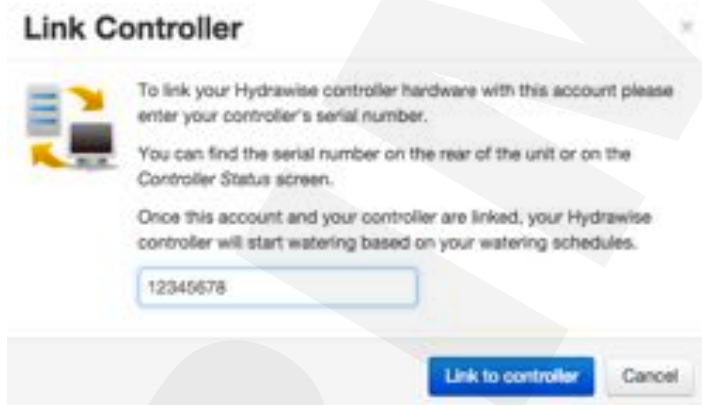 Link Controller
×
To link your Hydrawise controller hardware with this account please
enter your controller's serial number.
You can find the serial number on the rear of the unit or on the
Controller Status screen.
Once this account and your controller are linked, your Hydrawise
controller will start watering based on your watering schedules.
12345678
Link to controller Cancel